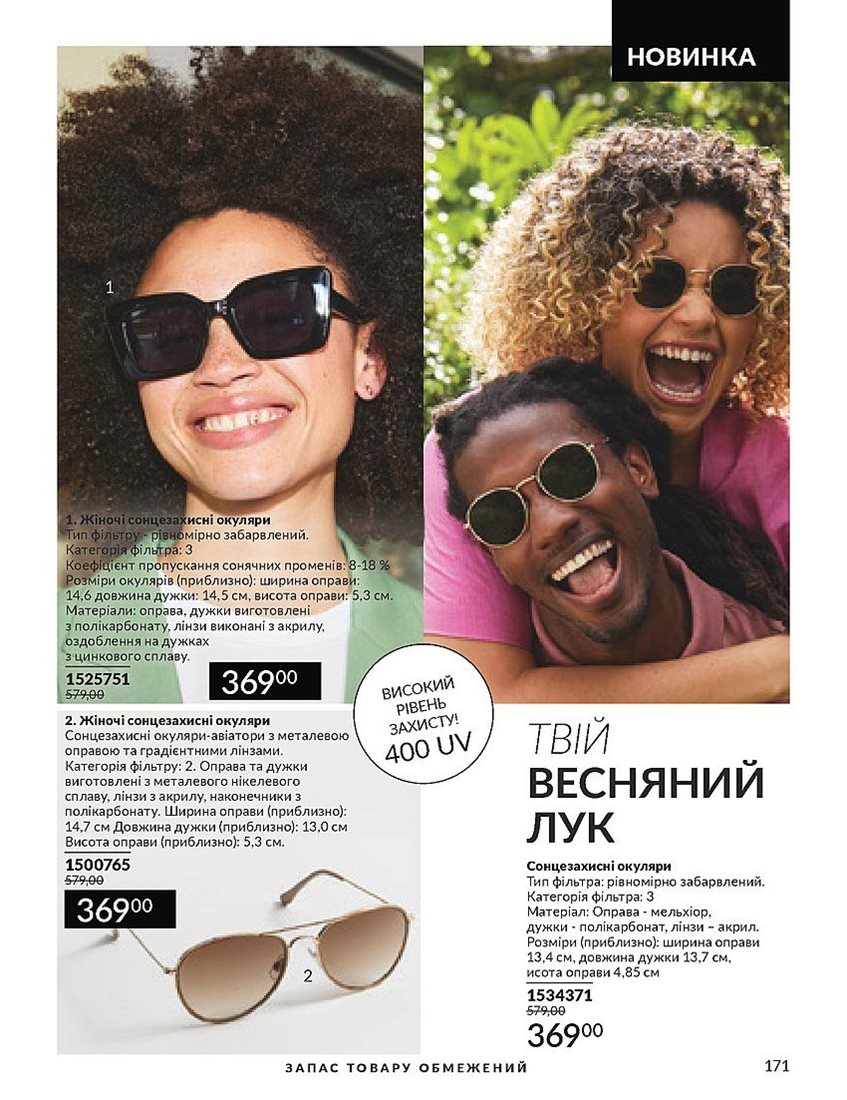 НОВИНКА
1
1. Жіночі сонцезахисні окуляри
Тип фільтру - рівномірно забарвлений.
Категорія фільтра: 3
Коефіцієнт пропускання сонячних променів: 8-18 %
Розміри окулярів (приблизно): ширина оправи:
14,6 довжина дужки: 14,5 см, висота оправи: 5,3 см.
Матеріали: оправа, дужки виготовлені
з полікарбонату, лінзи виконані з акрилу,
оздоблення на дужках
з цинкового сплаву.
1525751
579,00
36900
ВИСОКИЙ
РІВЕНЬ
ЗАХИСТУ!
400 UV
2. Жіночі сонцезахисні окуляри
Сонцезахисні окуляри-авіатори з металевою
оправою та градієнтними лінзами.
Категорія фільтру: 2. Оправа та дужки
виготовлені з металевого нікелевого
сплаву, лінзи з акрилу, наконечники з
полікарбонату. Ширина оправи (приблизно):
14,7 см Довжина дужки (приблизно): 13,0 см
Висота оправи (приблизно): 5,3 см.
1500765
579,00
36900
2
ТВІЙ
ВЕСНЯНИЙ
ЛУК
Сонцезахисні окуляри
Тип фільтра: рівномірно забарвлений.
Категорія фільтра: 3
Матеріал: Оправа - мельхіор,
дужки - полікарбонат, лінзи – акрил.
Розміри (приблизно): ширина оправи
13,4 см, довжина дужки 13,7 см,
исота оправи 4,85 см
1534371
579,00
36900
ЗАПАС ТОВАРУ ОБМЕЖЕНИЙ
171